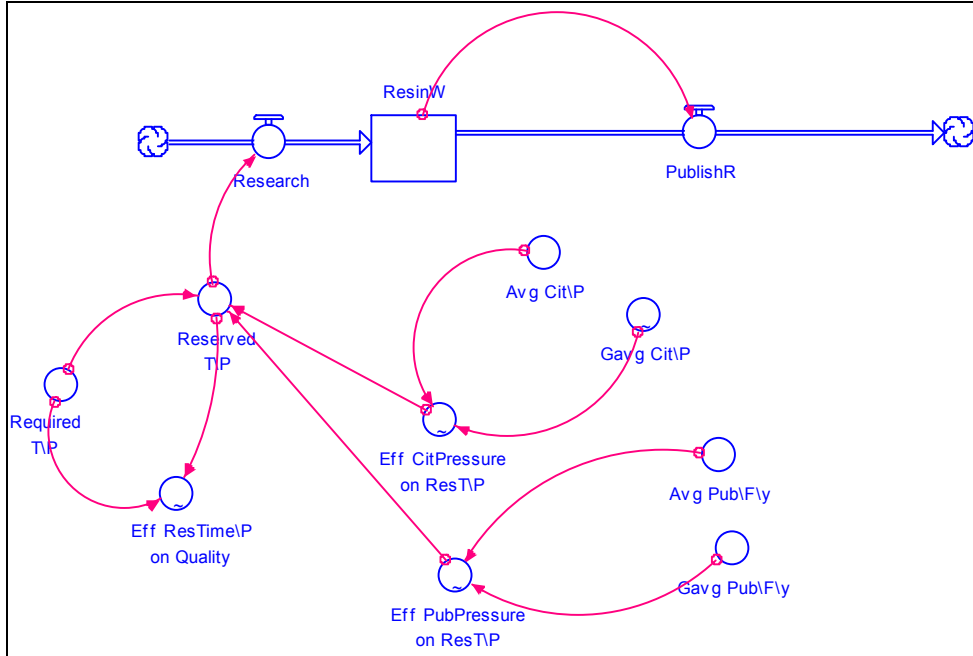 ResinW
Research
PublishR
Avg Cit\P
Gavg Cit\P
Reserved
T\P
Required
T\P
Eff CitPressure
on ResT\P
Avg Pub\F\y
Eff ResTime\P
on Quality
Gavg Pub\F\y
Eff PubPressure
on ResT\P
~
~
~
~